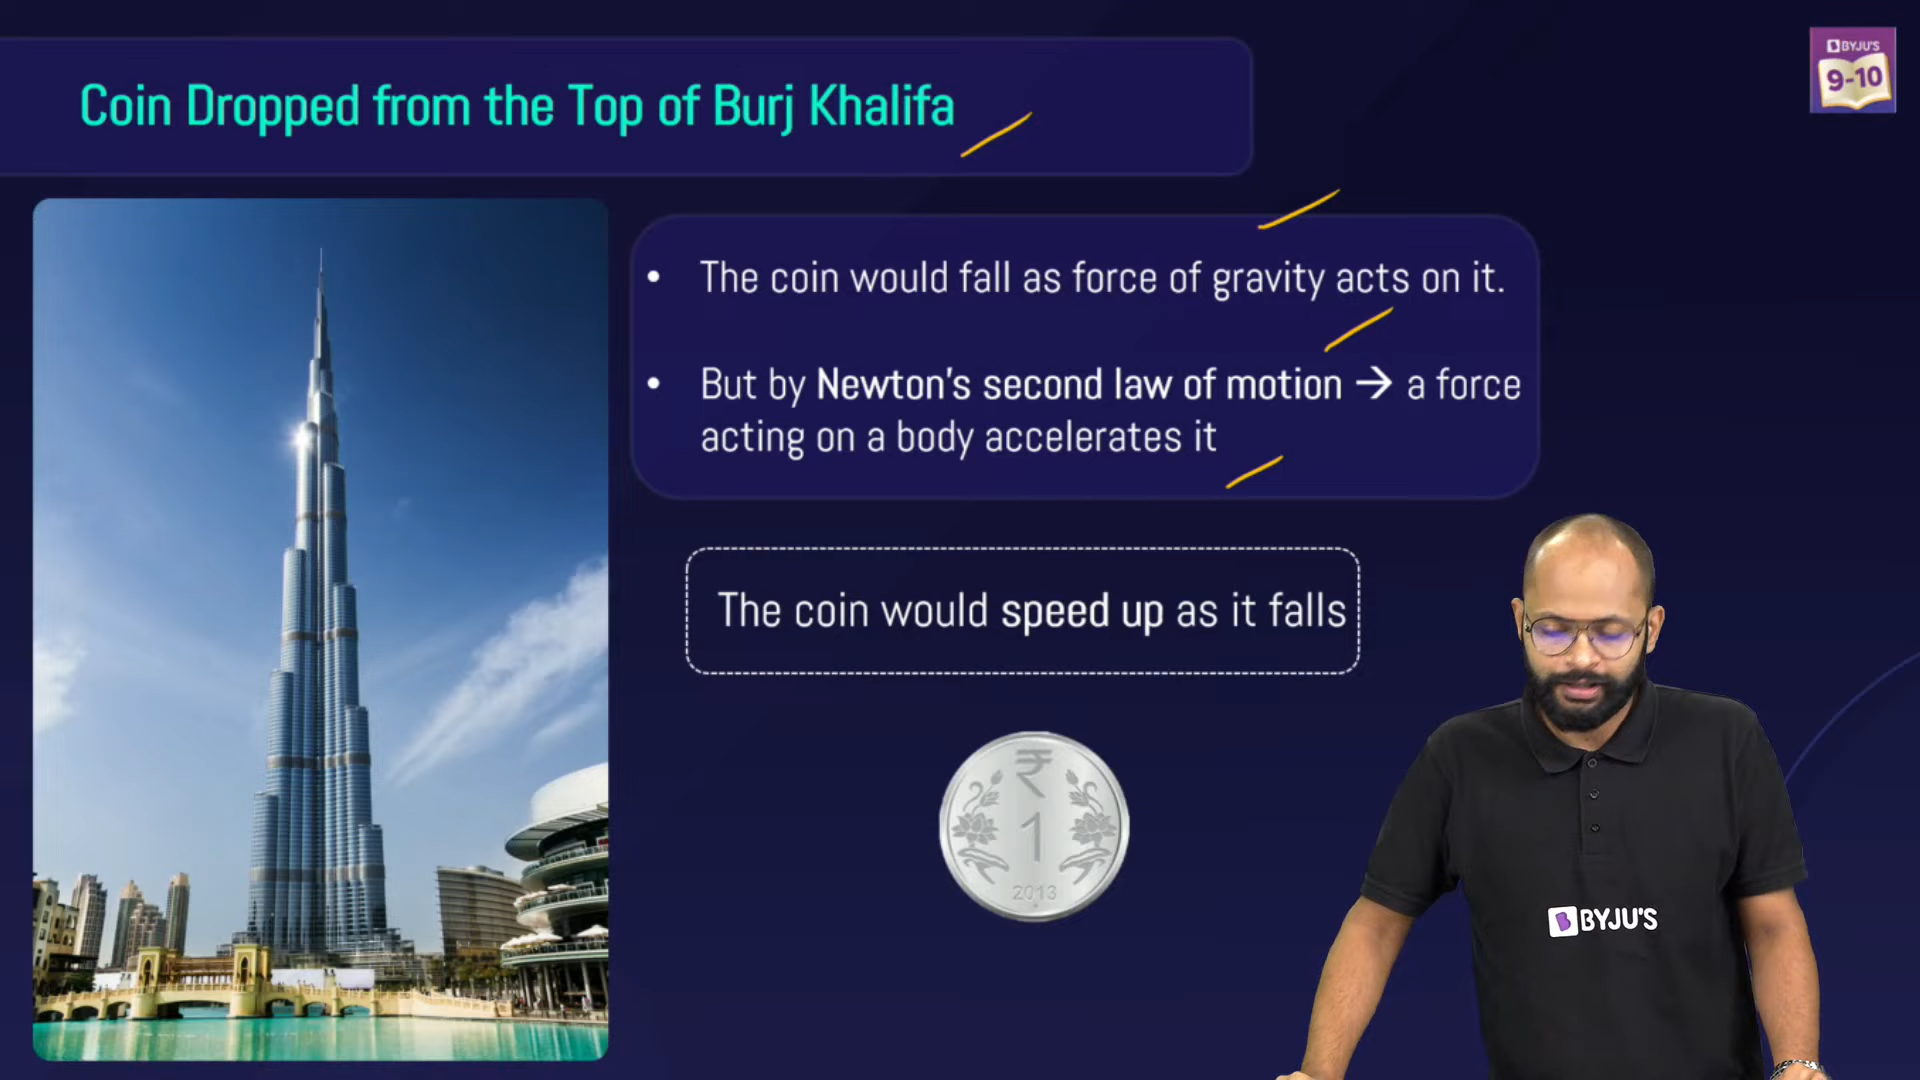 Coin Dropped from the Top of Burj Khalifa
BYJU'S
9-10
• The coin would fall as force of gravity acts on it.
• But by Newton's second law of motion → a force
acting on a body accelerates it
The coin would speed up as it falls
₹
1
2013
BYJU'S